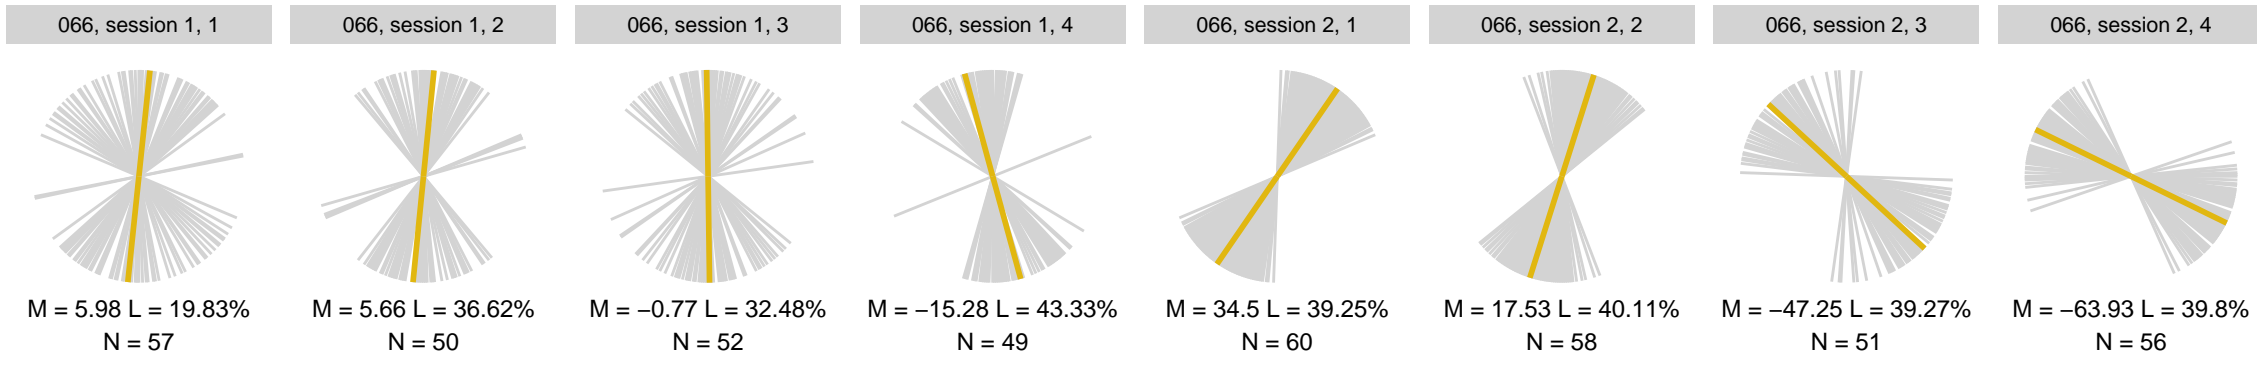 066, session 1, 1
066, session 1, 2
066, session 1, 3
066, session 1, 4
066, session 2, 1
066, session 2, 2
066, session 2, 3
066, session 2, 4
M = 5.98 L = 19.83%
N = 57
M = 5.66 L = 36.62%
N = 50
M = −0.77 L = 32.48%
N = 52
M = −15.28 L = 43.33%
N = 49
M = 34.5 L = 39.25%
N = 60
M = 17.53 L = 40.11%
N = 58
M = −47.25 L = 39.27%
N = 51
M = −63.93 L = 39.8%
N = 56